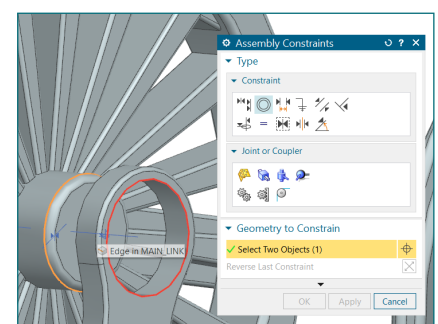 Assembly Constraints
?
Type
Constraint
Joint or Coupler
Edge in MAIN_LINK
Geometry to Constrain
Select Two Objects (1)
Reverse Last Constraint
OK Apply Cancel